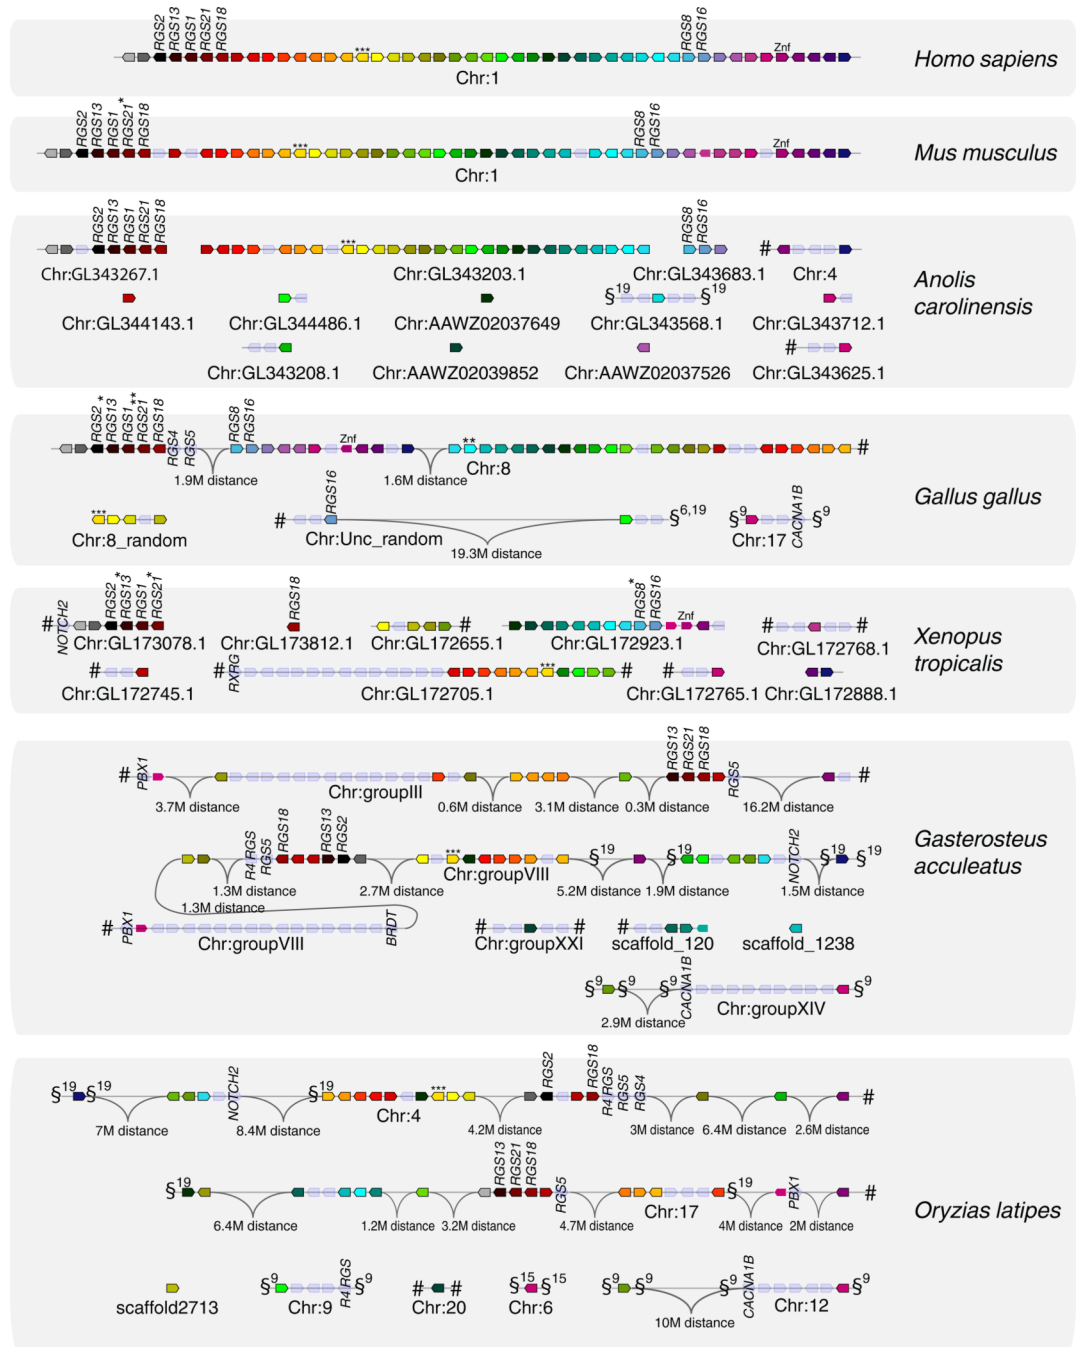 RGS2 RGS13 RGS1 RGS21 RGS18 *** RGS8 RGS16 Znf
Chr:1
Homo sapiens
RGS2 RGS13 RGS1 RGS21* RGS18 *** RGS8 RGS16 Znf
Chr:1
Mus musculus
RGS2 RGS13 RGS1 RGS21 RGS18 *** RGS8 RGS16 #
Chr:GL343267.1 Chr:GL343203.1 Chr:GL343683.1 Chr:4
§19 §19
Chr:GL344143.1 Chr:GL344486.1 Chr:AAWZ02037649 Chr:GL343568.1 Chr:GL343712.1
#
Chr:GL343208.1 Chr:AAWZ02039852 Chr:AAWZ02037526 Chr:GL343625.1
Anolis
carolinensis
RGS2* RGS13 RGS1** RGS21 RGS18 RGS4 RGS5 RGS8 RGS16 Znf ** #
Chr:8
1.9M distance 1.6M distance
*** # RGS16 §6,19 §9 CACNA1B §9
Chr:8_random Chr:Unc_random Chr:17
19.3M distance
Gallus gallus
# NOTCH2 RGS2* RGS13 RGS1* RGS21 RGS18 # *RGS8 RGS16 Znf # #
Chr:GL173078.1 Chr:GL173812.1 Chr:GL172655.1 Chr:GL172923.1 Chr:GL172768.1
# # RXRG *** # #
Chr:GL172745.1 Chr:GL172705.1 Chr:GL172765.1 Chr:GL172888.1
Xenopus
tropicalis
# PBX1 RGS13 RGS21 RGS18 RGS5 #
Chr:groupIII
3.7M distance 0.6M distance 3.1M distance 0.3M distance 16.2M distance
R4 RGS RGS5 RGS18 RGS13 RGS2 *** §19 §19 NOTCH2 §19 §19
Chr:groupVIII
1.3M distance 2.7M distance 5.2M distance 1.9M distance 1.5M distance
1.3M distance
# PBX1 BRDT # # #
Chr:groupVIII Chr:groupXXI scaffold_120 scaffold_1238
§9 §9 §9 CACNA1B §9
Chr:groupXIV
2.9M distance
Gasterosteus
acculeatus
§19 §19 NOTCH2 §19 *** RGS2 RGS18 R4 RGS RGS5 RGS4 #
Chr:4
7M distance 8.4M distance 4.2M distance 3M distance 6.4M distance 2.6M distance
§19 RGS13 RGS21 RGS18 RGS5 §19 PBX1 #
Chr:17
6.4M distance 1.2M distance 3.2M distance 4.7M distance 4M distance 2M distance
§9 R4 RGS §9 # # §15 §15 §9 §9 §9 CACNA1B §9
scaffold2713 Chr:9 Chr:20 Chr:6 Chr:12
10M distance
Oryzias latipes